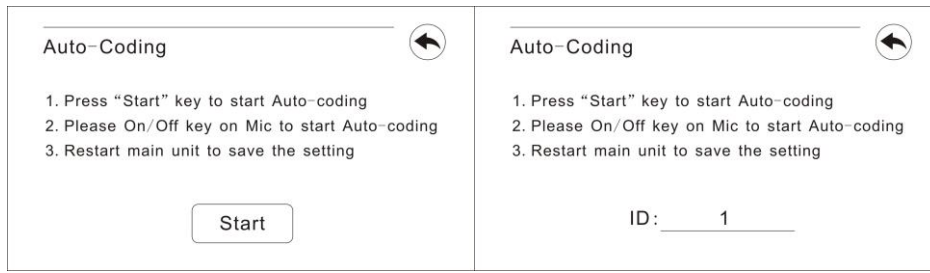 Auto-Coding
1. Press “Start” key to start Auto-coding
2. Please On/Off key on Mic to start Auto-coding
3. Restart main unit to save the setting
Start
Auto-Coding
1. Press “Start” key to start Auto-coding
2. Please On/Off key on Mic to start Auto-coding
3. Restart main unit to save the setting
ID: 1